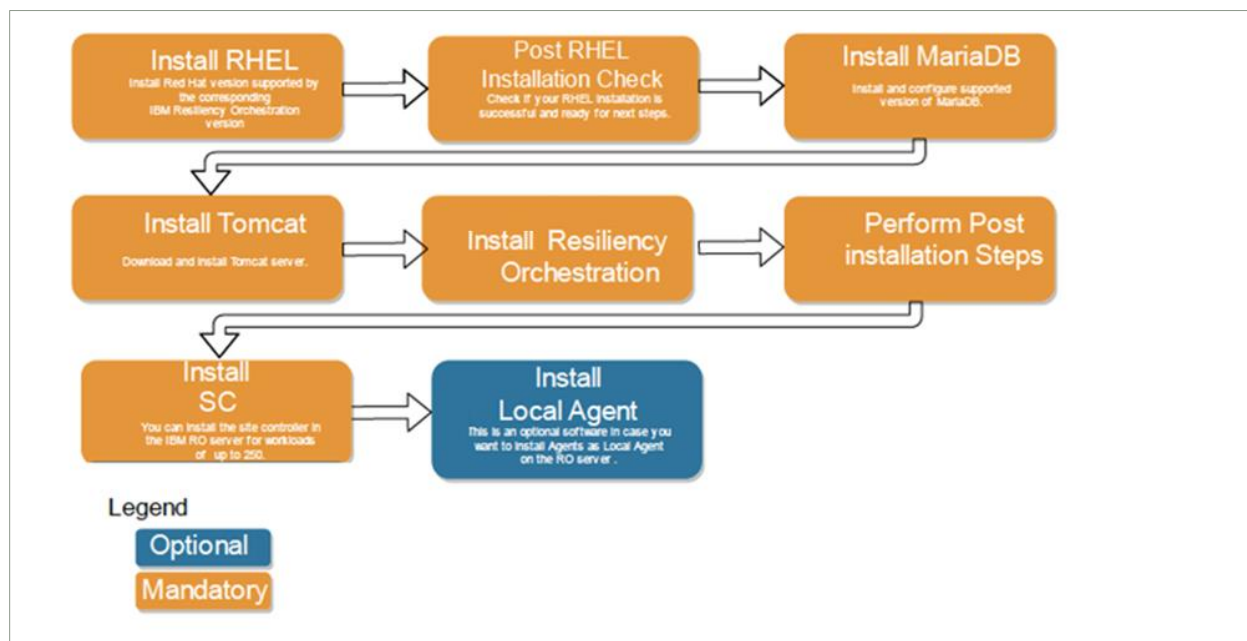 Install RHEL
Install Red Hat version supported by
the corresponding
IBM Resiliency Orchestration
version
Post RHEL
Installation Check
Check if your RHEL installation is
successful and ready for next steps.
Install MariaDB
Install and configure supported
version of MariaDB.
Install Tomcat
Download and install Tomcat server.
Install Resiliency
Orchestration
Perform Post
installation Steps
Install
SC
You can install the site controller in
the IBM RO server for workloads
of up to 250.
Install
Local Agent
This is an optional software in case you
want to install Agents as Local Agent
on the RO server .
Legend
Optional
Mandatory